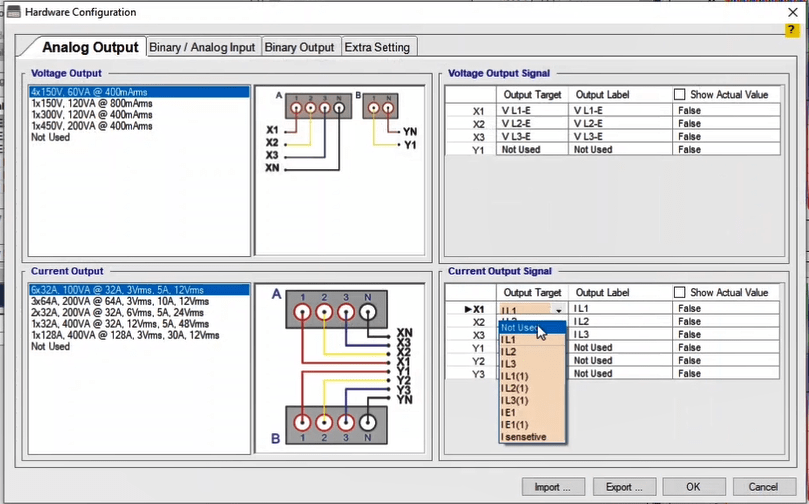 Hardware Configuration
?
Analog Output Binary / Analog Input Binary Output Extra Setting
Voltage Output
4x150V, 60VA @ 400mArms
1x150V, 120VA @ 800mArms
1x300V, 120VA @ 400mArms
1x450V, 200VA @ 400mArms
Not Used
A B
1 2 3 N 1 N
X1
X2
X3
XN
YN
Y1
Voltage Output Signal
Output Target Output Label Show Actual Value
X1 V L1-E V L1-E False
X2 V L2-E V L2-E False
X3 V L3-E V L3-E False
Y1 Not Used Not Used False
Current Output
6x32A, 100VA @ 32A, 3Vrms, 5A, 12Vrms
3x64A, 200VA @ 64A, 3Vrms, 10A, 12Vrms
2x32A, 200VA @ 32A, 6Vrms, 5A, 24Vrms
1x32A, 400VA @ 32A, 12Vrms, 5A, 48Vrms
1x128A, 400VA @ 128A, 3Vrms, 30A, 12Vrms
Not Used
A
1 2 3 N
XN
X3
X2
X1
Y1
Y2
Y3
YN
B
1 2 3 N
Current Output Signal
Output Target Output Label Show Actual Value
X1 I L1 I L1 False
X2 I L2 False
X3 I L3 False
Y1 Not Used False
Y2 Not Used False
Y3 Not Used False
Not Used
I L1
I L2
I L3
I L1(1)
I L2(1)
I L3(1)
I E1
I E1(1)
I sensetive
Import ... Export ... OK Cancel